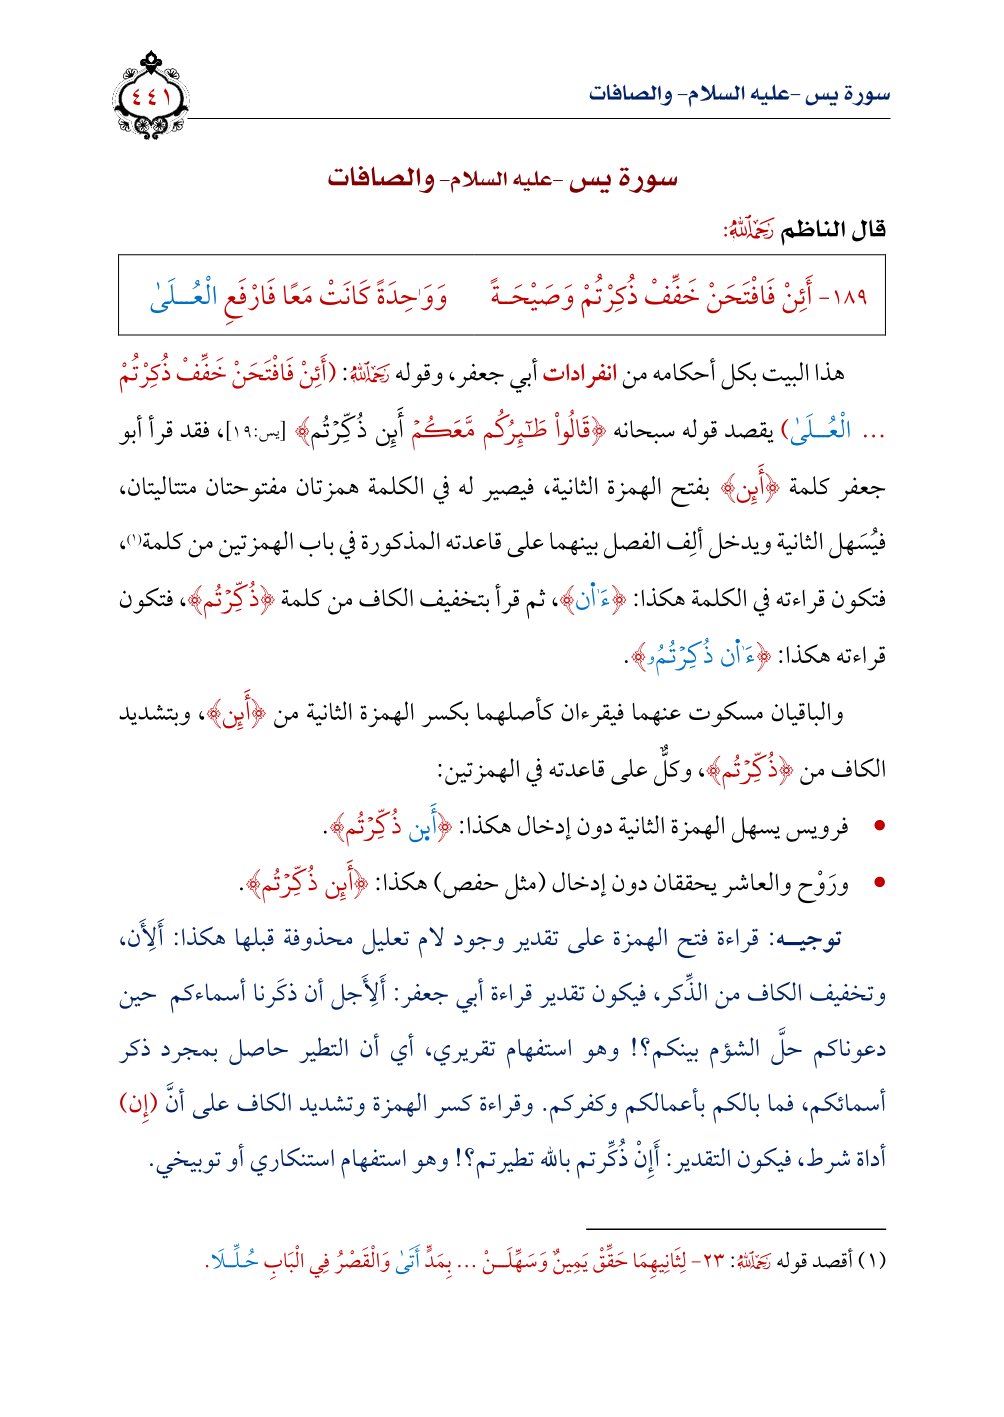 سورة يس -عليه السلام- والصافات
٤٤١
سورة يس -عليه السلام- والصافات
قال الناظم رَحِمَهُ ٱللَّهُ:
١٨٩- أَئِنْ فَافْتَحَنْ خَفِّفْ ذُكِرْتُمْ وَصَيْحَـةً وَوَٰحِدَةً كَانَتْ مَعًا فَارْفَعِ الْعُـلَىٰ
هذا البيت بكل أحكامه من انفرادات أبي جعفر، وقوله رَحِمَهُ ٱللَّهُ: (أَئِنْ فَافْتَحَنْ خَفِّفْ ذُكِرْتُمْ
... الْعُـلَىٰ) يقصد قوله سبحانه ﴿قَالُواْ طَـٰٓئِرُكُم مَّعَكُمۡ أَئِن ذُكِّرۡتُم﴾ [يس:١٩]، فقد قرأ أبو
جعفر كلمة ﴿أَئِن﴾ بفتح الهمزة الثانية، فيصير له في الكلمة همزتان مفتوحتان متتاليتان،
فيُسَهل الثانية ويدخل ألِف الفصل بينهما على قاعدته المذكورة في باب الهمزتين من كلمة(١)،
فتكون قراءته في الكلمة هكذا: ﴿ءَٰا۬ن﴾، ثم قرأ بتخفيف الكاف من كلمة ﴿ذُكِّرۡتُم﴾، فتكون
قراءته هكذا: ﴿ءَٰا۬ن ذُكِرۡتُمُۥ﴾.
والباقيان مسكوت عنهما فيقرءان كأصلهما بكسر الهمزة الثانية من ﴿أَئِن﴾، وبتشديد
الكاف من ﴿ذُكِّرۡتُم﴾، وكلٌّ على قاعدته في الهمزتين:
• فرويس يسهل الهمزة الثانية دون إدخال هكذا: ﴿أَى۪ن ذُكِّرۡتُم﴾.
• ورَوْح والعاشر يحققان دون إدخال (مثل حفص) هكذا: ﴿أَئِن ذُكِّرۡتُم﴾.
توجيـه: قراءة فتح الهمزة على تقدير وجود لام تعليل محذوفة قبلها هكذا: أَلِأَن،
وتخفيف الكاف من الذِّكر، فيكون تقدير قراءة أبي جعفر: أَلِأَجل أن ذكَرنا أسماءكم حين
دعوناكم حلَّ الشؤم بينكم؟! وهو استفهام تقريري، أي أن التطير حاصل بمجرد ذكر
أسمائكم، فما بالكم بأعمالكم وكفركم. وقراءة كسر الهمزة وتشديد الكاف على أنَّ (إن)
أداة شرط، فيكون التقدير: أَإِنْ ذُكِّرتم بالله تطيرتم؟! وهو استفهام استنكاري أو توبيخي.
(١) أقصد قوله رَحِمَهُ ٱللَّهُ: ٢٣- لِثَانِيهِمَا حَقِّقْ يَمِينٌ وَسَهِّلَـنْ ... بِمَدٍّ أَتَىٰ وَالْقَصْرُ فِي الْبَابِ حُـلِّـلَا.